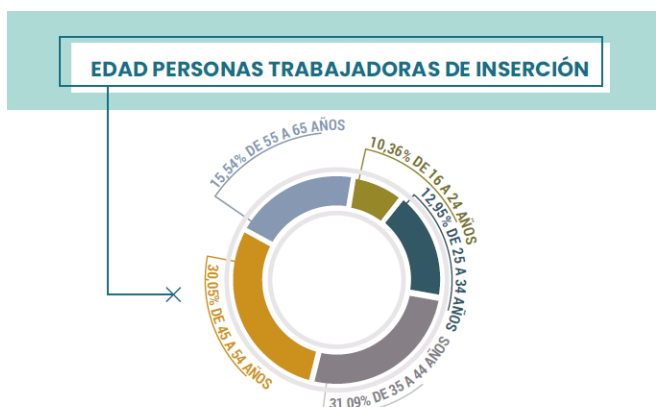 EDAD PERSONAS TRABAJADORAS DE INSERCIÓN
15,54% DE 55 A 65 AÑOS
10,36% DE 16 A 24 AÑOS
12,95% DE 25 A 34 AÑOS
30,05% DE 45 A 54 AÑOS
31,09% DE 35 A 44 AÑOS